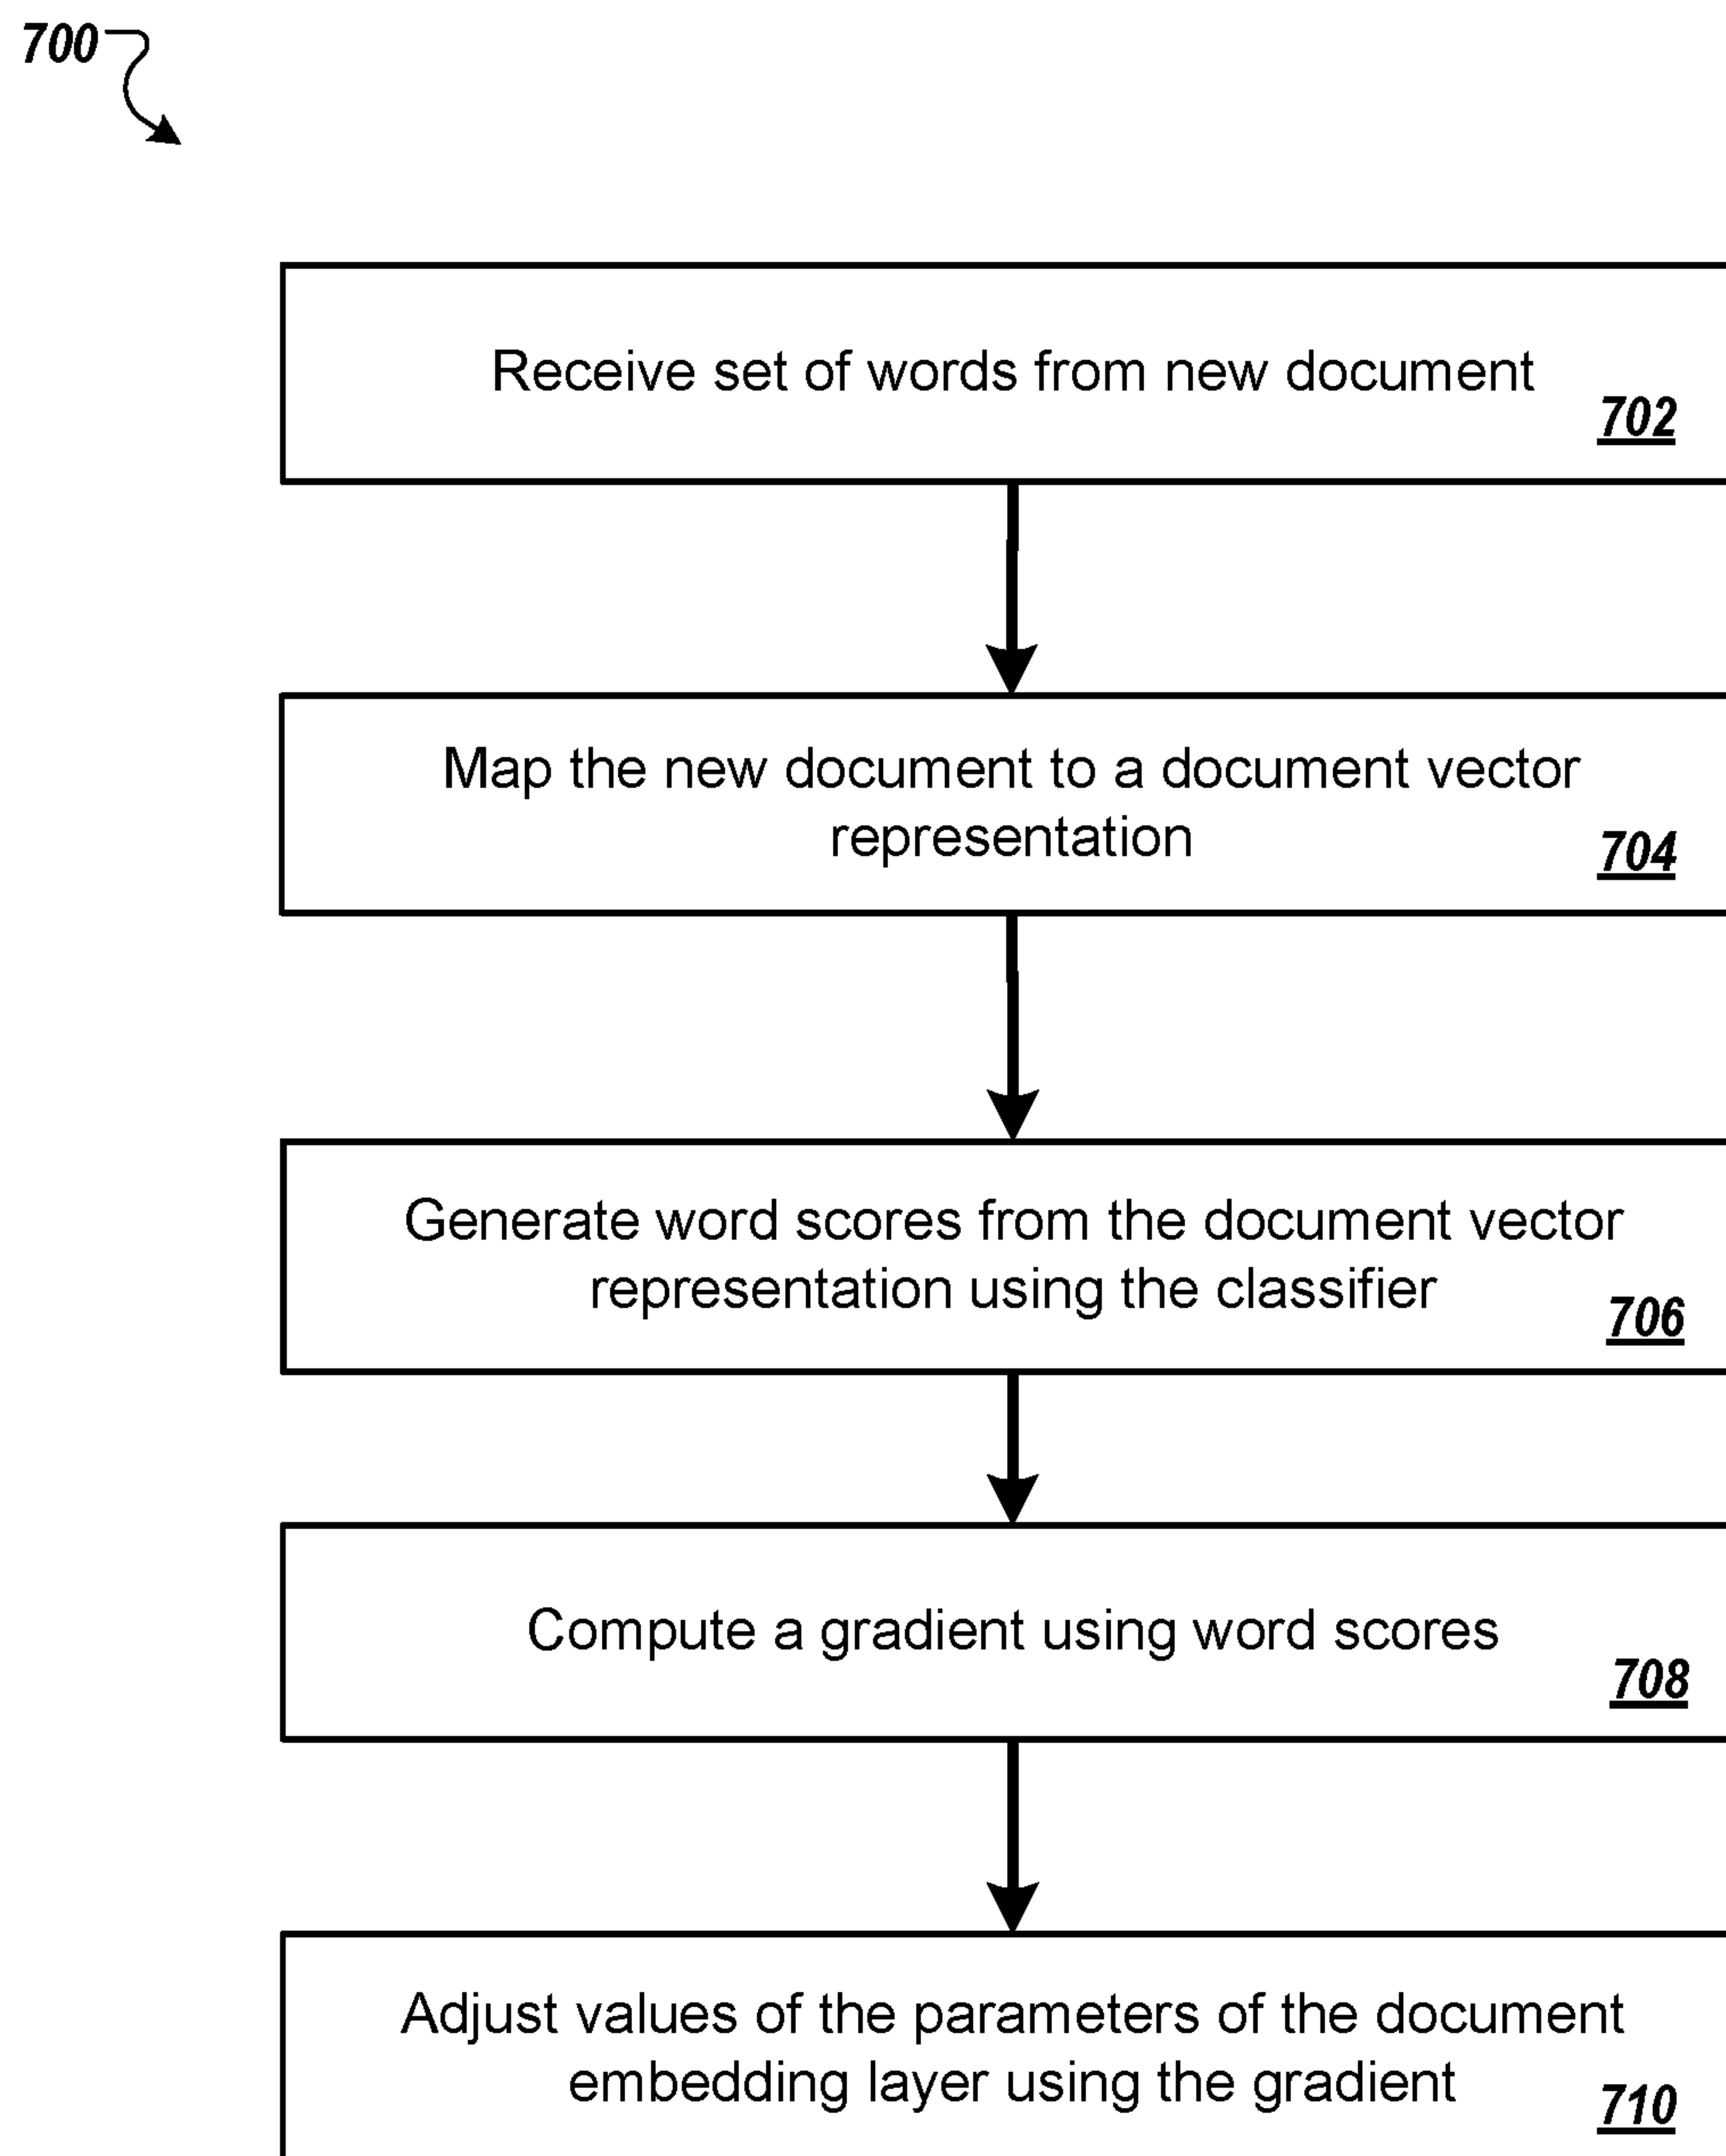 700
Receive set of words from new document
702
Map the new document to a document vector
representation
704
Generate word scores from the document vector
representation using the classifier
706
Compute a gradient using word scores
708
Adjust values of the parameters of the document
embedding layer using the gradient
710